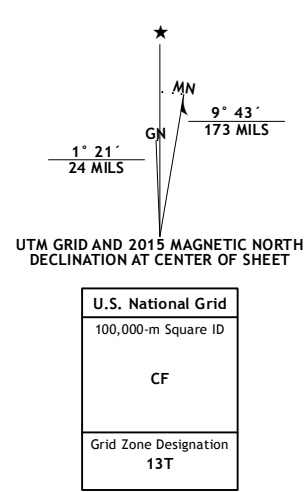 ★
MN
GN
9° 43´
173 MILS
1° 21´
24 MILS
UTM GRID AND 2015 MAGNETIC NORTH
DECLINATION AT CENTER OF SHEET
U.S. National Grid
100,000-m Square ID
CF
Grid Zone Designation
13T